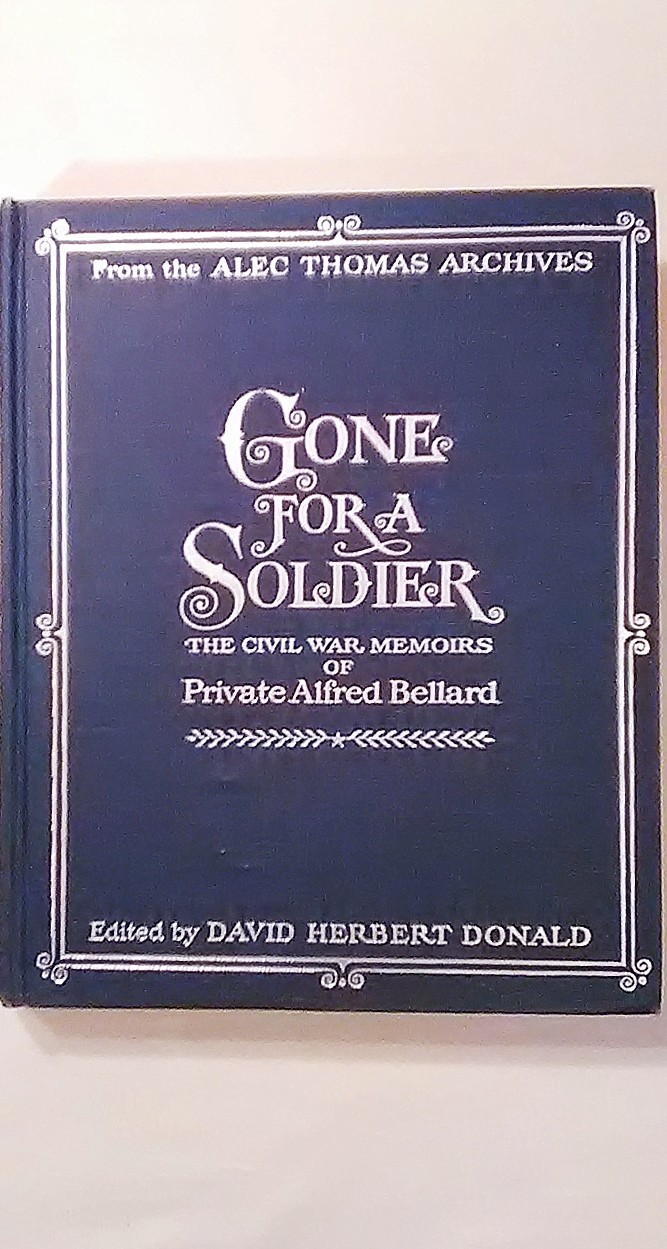 From the ALEC THOMAS ARCHIVES
GONE
FOR A
SOLDIER
THE CIVIL WAR MEMOIRS
OF
Private Alfred Bellard
Edited by DAVID HERBERT DONALD